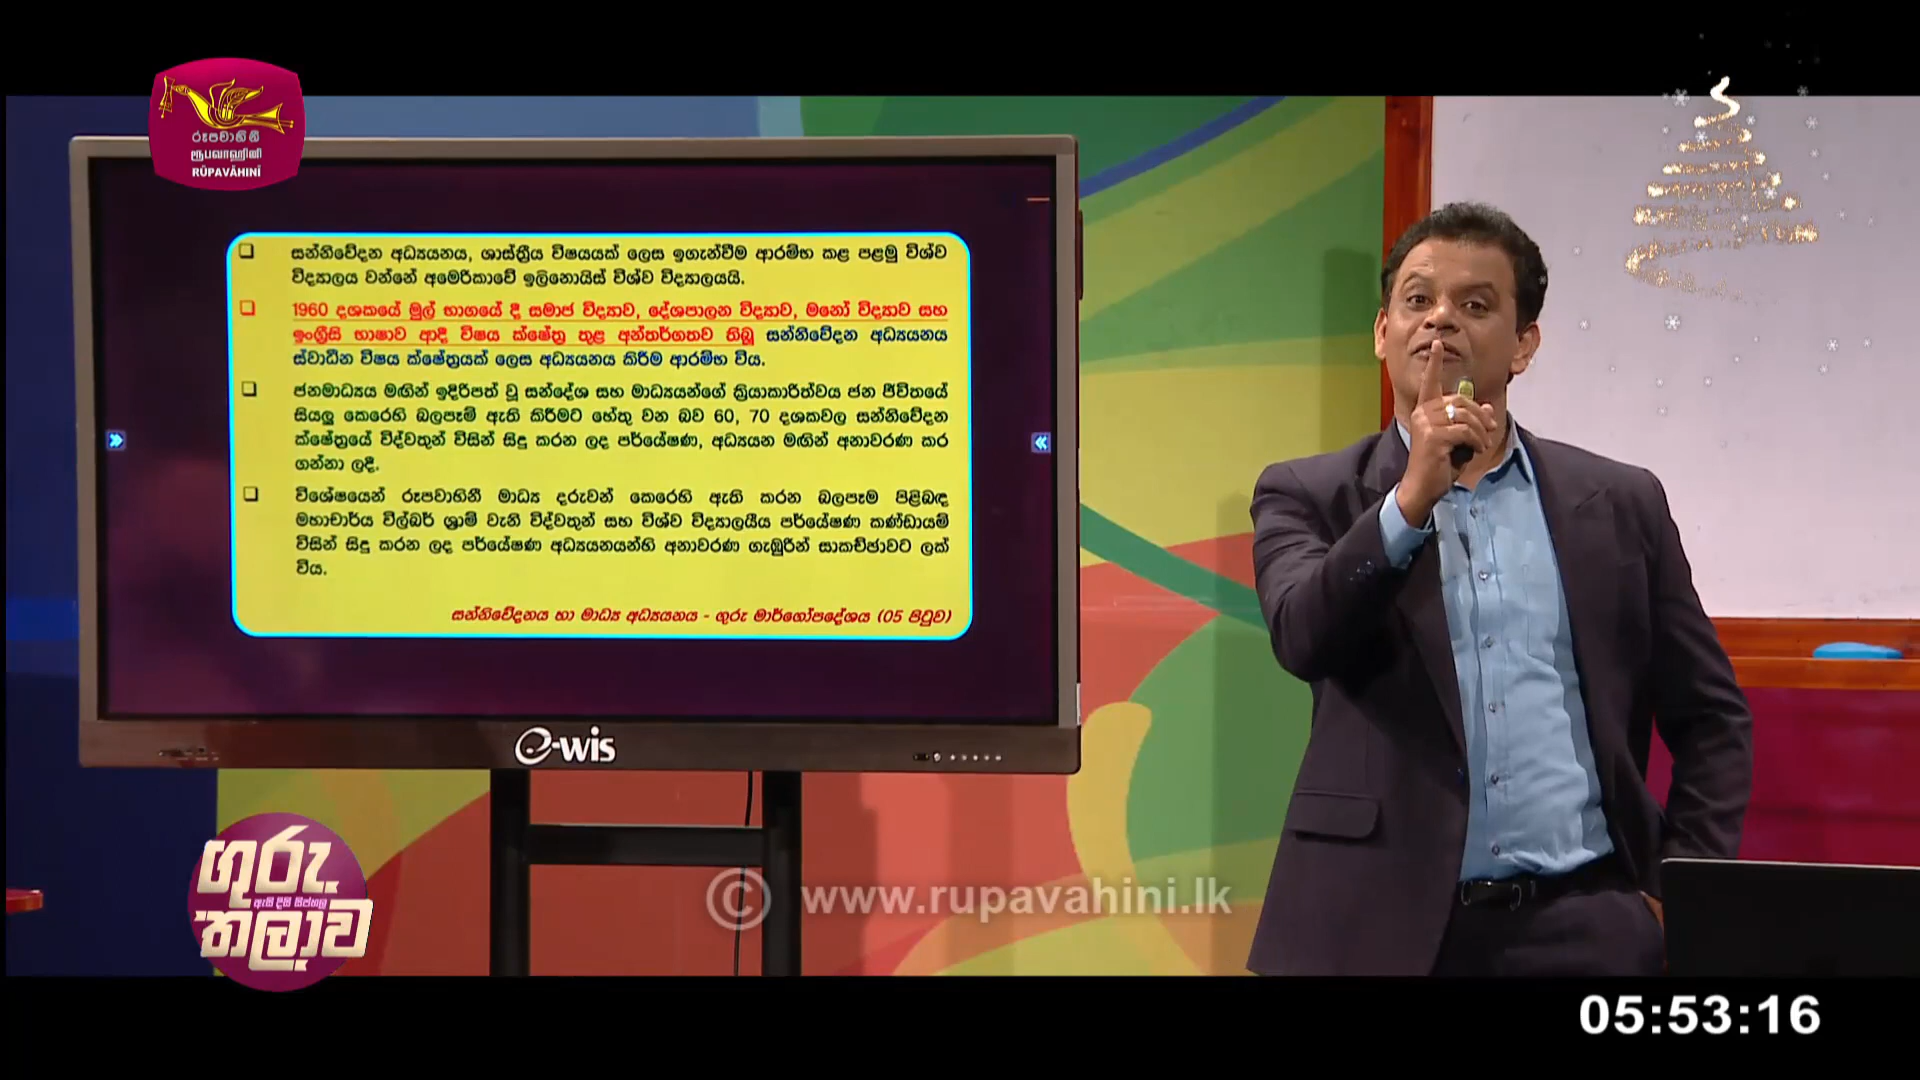 රූපවාහිනී
ரூபவாஹினி
RŪPAVĀHINĪ
සන්නිවේදන අධ්‍යයනය, ශාස්ත්‍රීය විෂයයක් ලෙස ඉගැන්වීම ආරම්භ කළ පළමු විශ්ව
විද්‍යාලය වන්නේ අමෙරිකාවේ ඉලිනොයිස් විශ්ව විද්‍යාලයයි.
1960 දශකයේ මුල් භාගයේ දී සමාජ විද්‍යාව, දේශපාලන විද්‍යාව, මනෝ විද්‍යාව සහ
ඉංග්‍රීසි භාෂාව ආදී විෂය ක්ෂේත්‍ර තුළ අන්තර්ගතව තිබූ සන්නිවේදන අධ්‍යයනය
ස්වාධීන විෂය ක්ෂේත්‍රයක් ලෙස අධ්‍යයනය කිරීම ආරම්භ විය.
ජනමාධ්‍යය මඟින් ඉදිරිපත් වූ සන්දේශ සහ මාධ්‍යයන්ගේ ක්‍රියාකාරිත්වය ජන ජීවිතයේ
සියලු කෙරෙහි බලපෑම් ඇති කිරීමට හේතු වන බව 60, 70 දශකවල සන්නිවේදන
ක්ෂේත්‍රයේ විද්වතුන් විසින් සිදු කරන ලද පර්යේෂණ, අධ්‍යයන මඟින් අනාවරණ කර
ගන්නා ලදී.
විශේෂයෙන් රූපවාහිනී මාධ්‍ය දරුවන් කෙරෙහි ඇති කරන බලපෑම පිළිබඳ
මහාචාර්ය විල්බර් ශ්‍රාම් වැනි විද්වතුන් සහ විශ්ව විද්‍යාලයීය පර්යේෂණ කණ්ඩායම්
විසින් සිදු කරන ලද පර්යේෂණ අධ්‍යයනයන්හි අනාවරණ ගැඹුරින් සාකච්ඡාවට ලක්
විය.
සන්නිවේදනය හා මාධ්‍ය අධ්‍යයනය - ගුරු මාර්ගෝපදේශය (05 පිටුව)
e-wis
ගුරු
ඇසි දිසි සිප්හල
තලාව
© www.rupavahini.lk
05:53:16